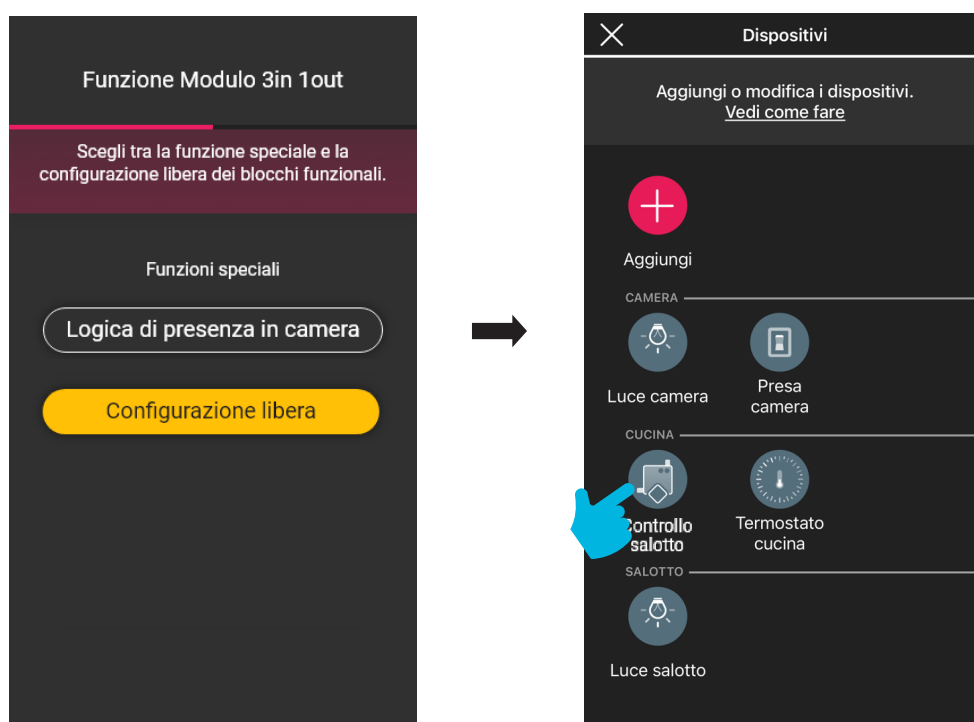 Funzione Modulo 3in 1out
Scegli tra la funzione speciale e la
configurazione libera dei blocchi funzionali.
Funzioni speciali
Logica di presenza in camera
Configurazione libera
Dispositivi
Aggiungi o modifica i dispositivi.
Vedi come fare
Aggiungi
CAMERA
Luce camera
Presa
camera
CUCINA
Controllo
salotto
Termostato
cucina
SALOTTO
Luce salotto